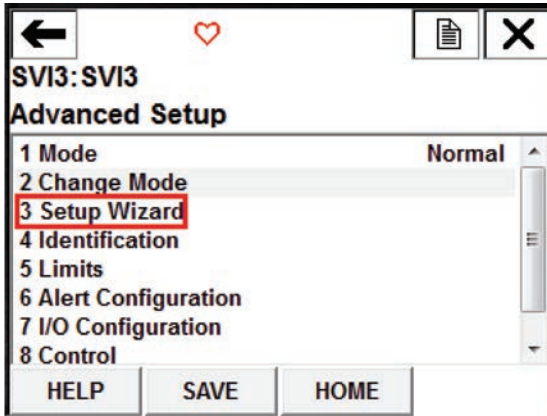 SVI3:SVI3
Advanced Setup
1 Mode Normal
2 Change Mode
3 Setup Wizard
4 Identification
5 Limits
6 Alert Configuration
7 I/O Configuration
8 Control
HELP SAVE HOME